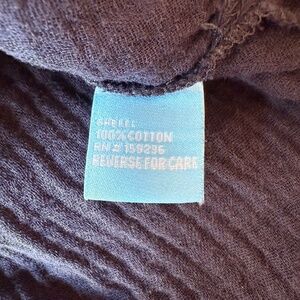 SHELL:
100% COTTON
RN # 159296
REVERSE FOR CARE